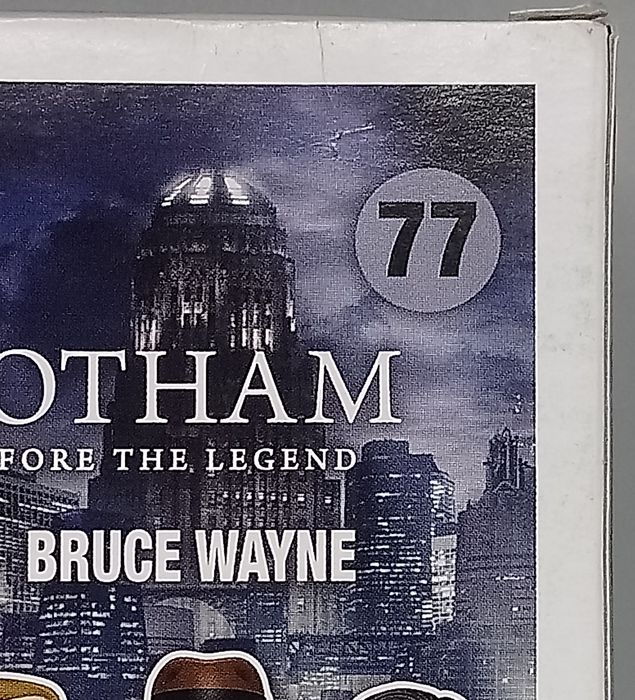 77
OTHAM
FORE THE LEGEND
BRUCE WAYNE